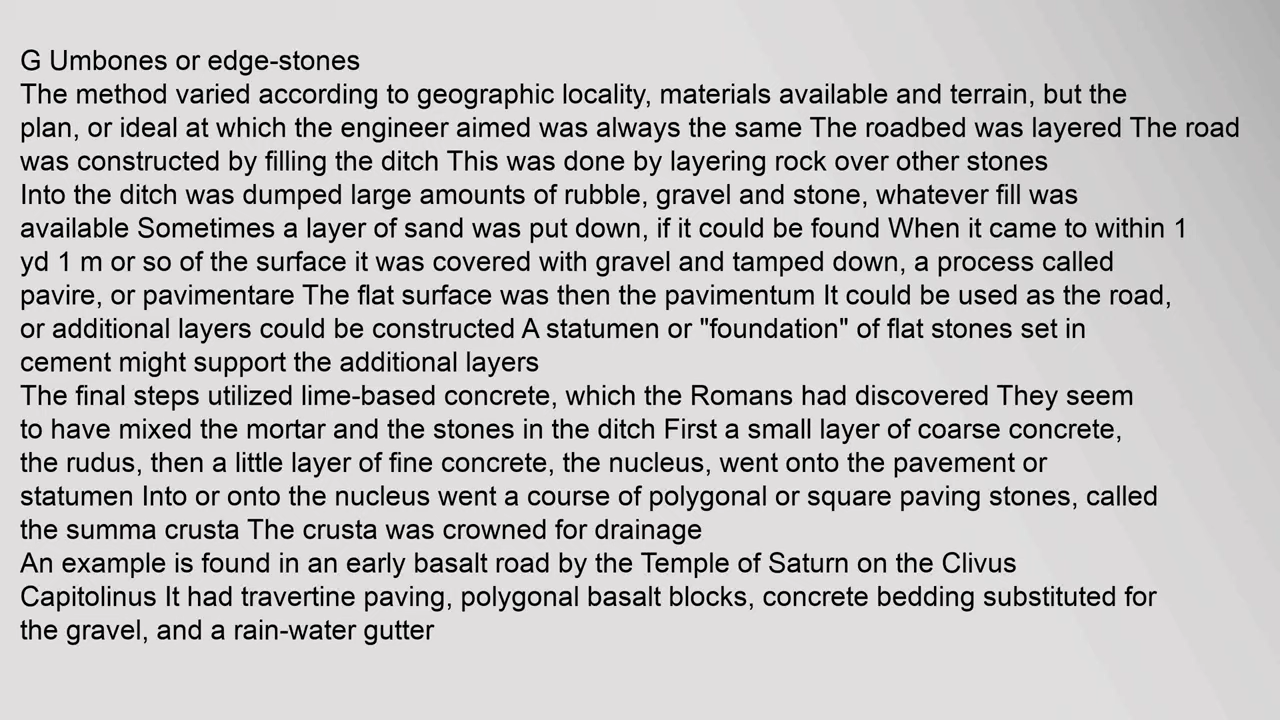 G Umbones or edge-stones
The method varied according to geographic locality, materials available and terrain, but the
plan, or ideal at which the engineer aimed was always the same The roadbed was layered The road
was constructed by filling the ditch This was done by layering rock over other stones
Into the ditch was dumped large amounts of rubble, gravel and stone, whatever fill was
available Sometimes a layer of sand was put down, if it could be found When it came to within 1
yd 1 m or so of the surface it was covered with gravel and tamped down, a process called
pavire, or pavimentare The flat surface was then the pavimentum It could be used as the road,
or additional layers could be constructed A statumen or "foundation" of flat stones set in
cement might support the additional layers
The final steps utilized lime-based concrete, which the Romans had discovered They seem
to have mixed the mortar and the stones in the ditch First a small layer of coarse concrete,
the rudus, then a little layer of fine concrete, the nucleus, went onto the pavement or
statumen Into or onto the nucleus went a course of polygonal or square paving stones, called
the summa crusta The crusta was crowned for drainage
An example is found in an early basalt road by the Temple of Saturn on the Clivus
Capitolinus It had travertine paving, polygonal basalt blocks, concrete bedding substituted for
the gravel, and a rain-water gutter